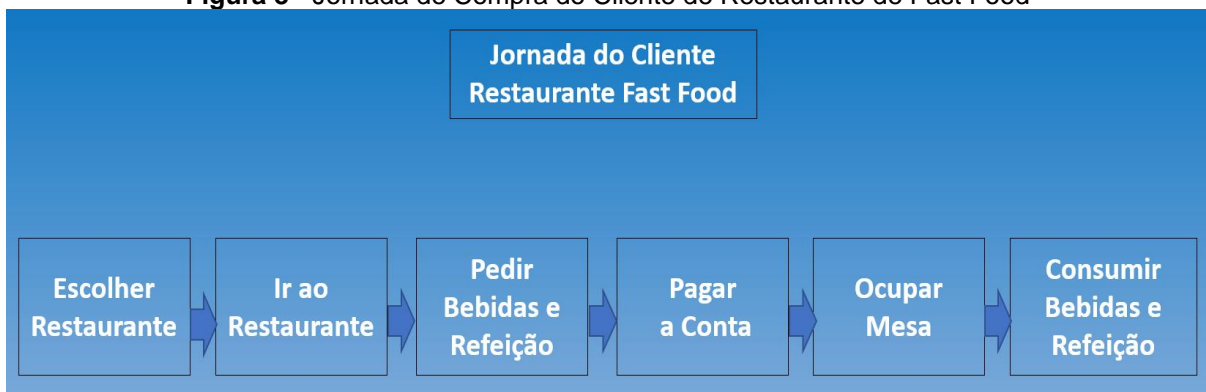 Figura - Jornada de Compra do Cliente do Restaurante de Fast Food
Jornada do Cliente
Restaurante Fast Food
Escolher
Restaurante
Ir ao
Restaurante
Pedir
Bebidas e
Refeição
Pagar
a Conta
Ocupar
Mesa
Consumir
Bebidas e
Refeição